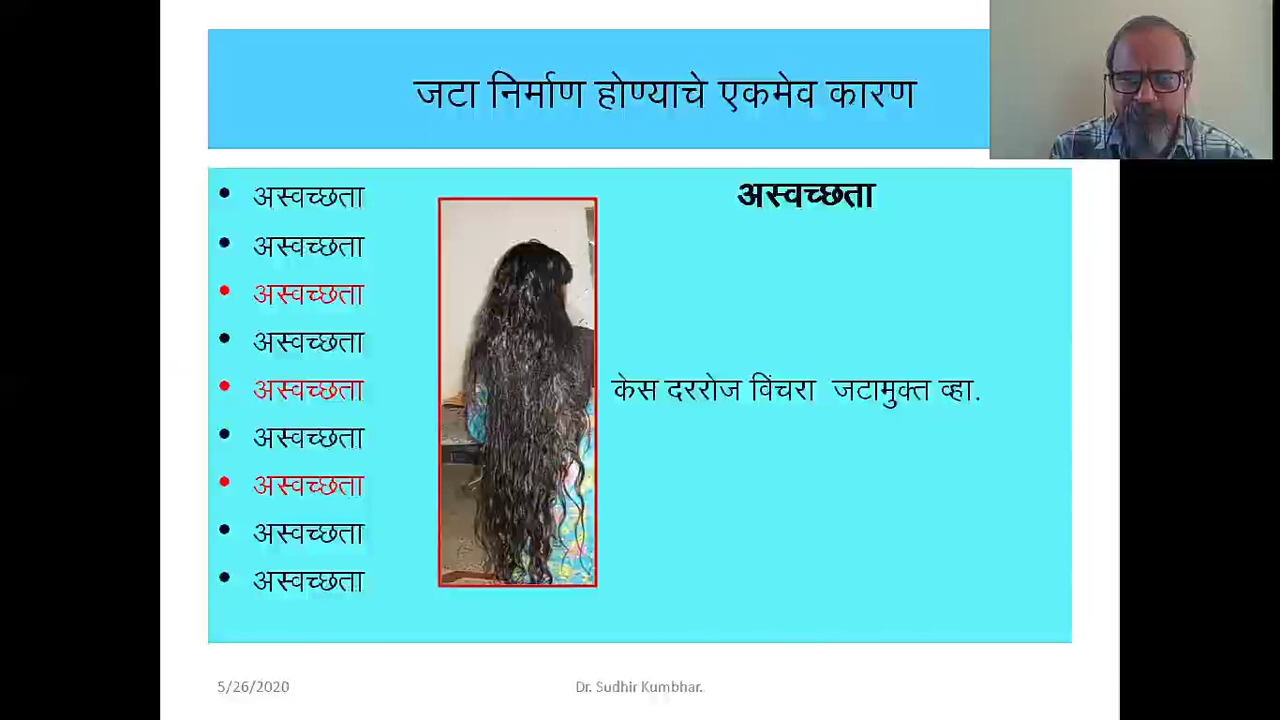 जटा निर्माण होण्याचे एकमेव कारण
• अस्वच्छता
• अस्वच्छता
• अस्वच्छता
• अस्वच्छता
• अस्वच्छता
• अस्वच्छता
• अस्वच्छता
• अस्वच्छता
• अस्वच्छता
अस्वच्छता
केस दररोज विंचरा जटामुक्त व्हा.
5/26/2020
Dr. Sudhir Kumbhar.